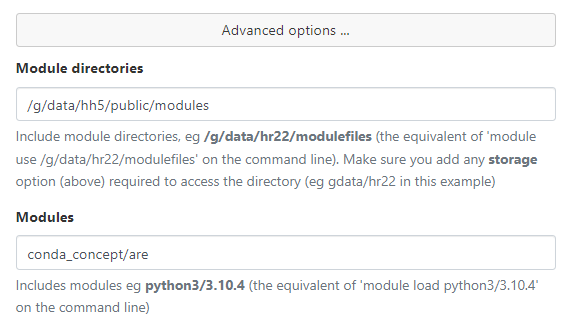 Advanced options ...
Module directories
/g/data/hh5/public/modules
Include module directories, eg /g/data/hr22/modulefiles (the equivalent of 'module
use /g/data/hr22/modulefiles' on the command line). Make sure you add any storage
option (above) required to access the directory (eg gdata/hr22 in this example)
Modules
conda_concept/are
Includes modules eg python3/3.10.4 (the equivalent of 'module load python3/3.10.4'
on the command line)